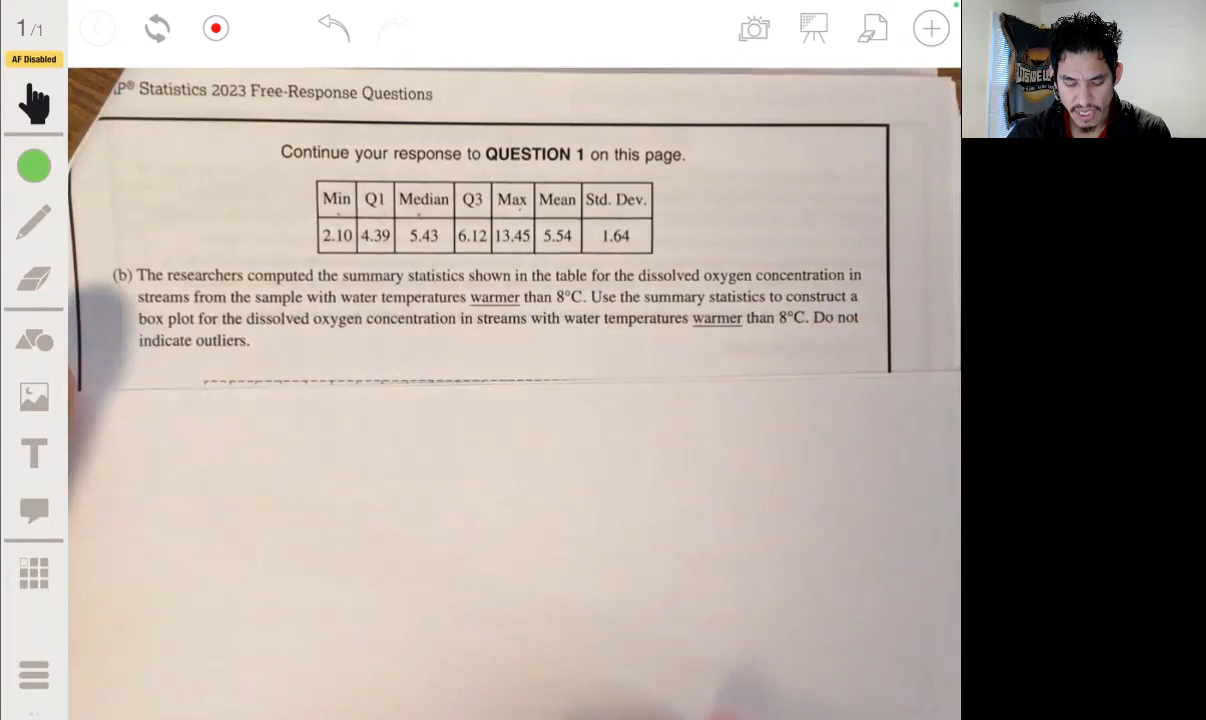 1/1
AF Disabled
T
P® Statistics 2023 Free-Response Questions
Continue your response to QUESTION 1 on this page.
Min Q1 Median Q3 Max Mean Std. Dev.
2.10 4.39 5.43 6.12 13.45 5.54 1.64
(b) The researchers computed the summary statistics shown in the table for the dissolved oxygen concentration in
streams from the sample with water temperatures warmer than 8°C. Use the summary statistics to construct a
box plot for the dissolved oxygen concentration in streams with water temperatures warmer than 8°C. Do not
indicate outliers.